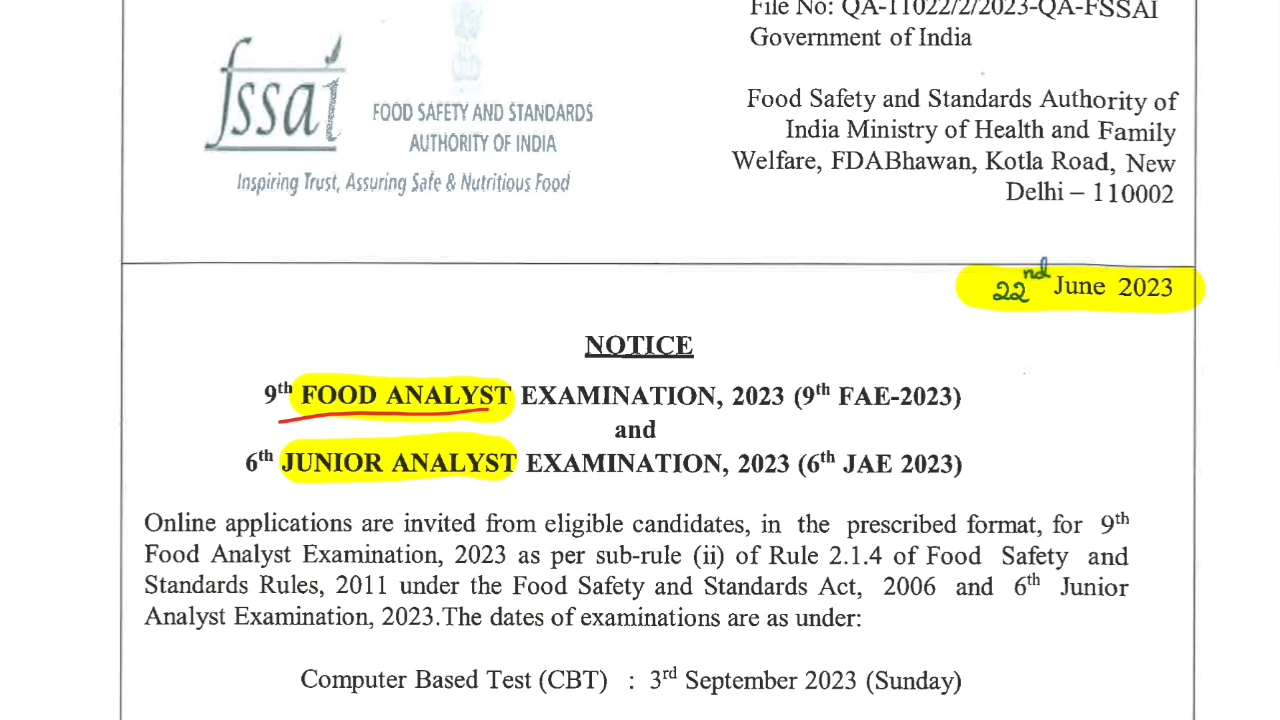 File No: QA-11022/2/2023-QA-FSSAI
Government of India
fssai
FOOD SAFETY AND STANDARDS
AUTHORITY OF INDIA
Inspiring Trust, Assuring Safe & Nutritious Food
Food Safety and Standards Authority of
India Ministry of Health and Family
Welfare, FDABhawan, Kotla Road, New
Delhi – 110002
22nd June 2023
NOTICE
9th FOOD ANALYST EXAMINATION, 2023 (9th FAE-2023)
and
6th JUNIOR ANALYST EXAMINATION, 2023 (6th JAE 2023)
Online applications are invited from eligible candidates, in the prescribed format, for 9th
Food Analyst Examination, 2023 as per sub-rule (ii) of Rule 2.1.4 of Food Safety and
Standards Rules, 2011 under the Food Safety and Standards Act, 2006 and 6th Junior
Analyst Examination, 2023.The dates of examinations are as under:
Computer Based Test (CBT) : 3rd September 2023 (Sunday)